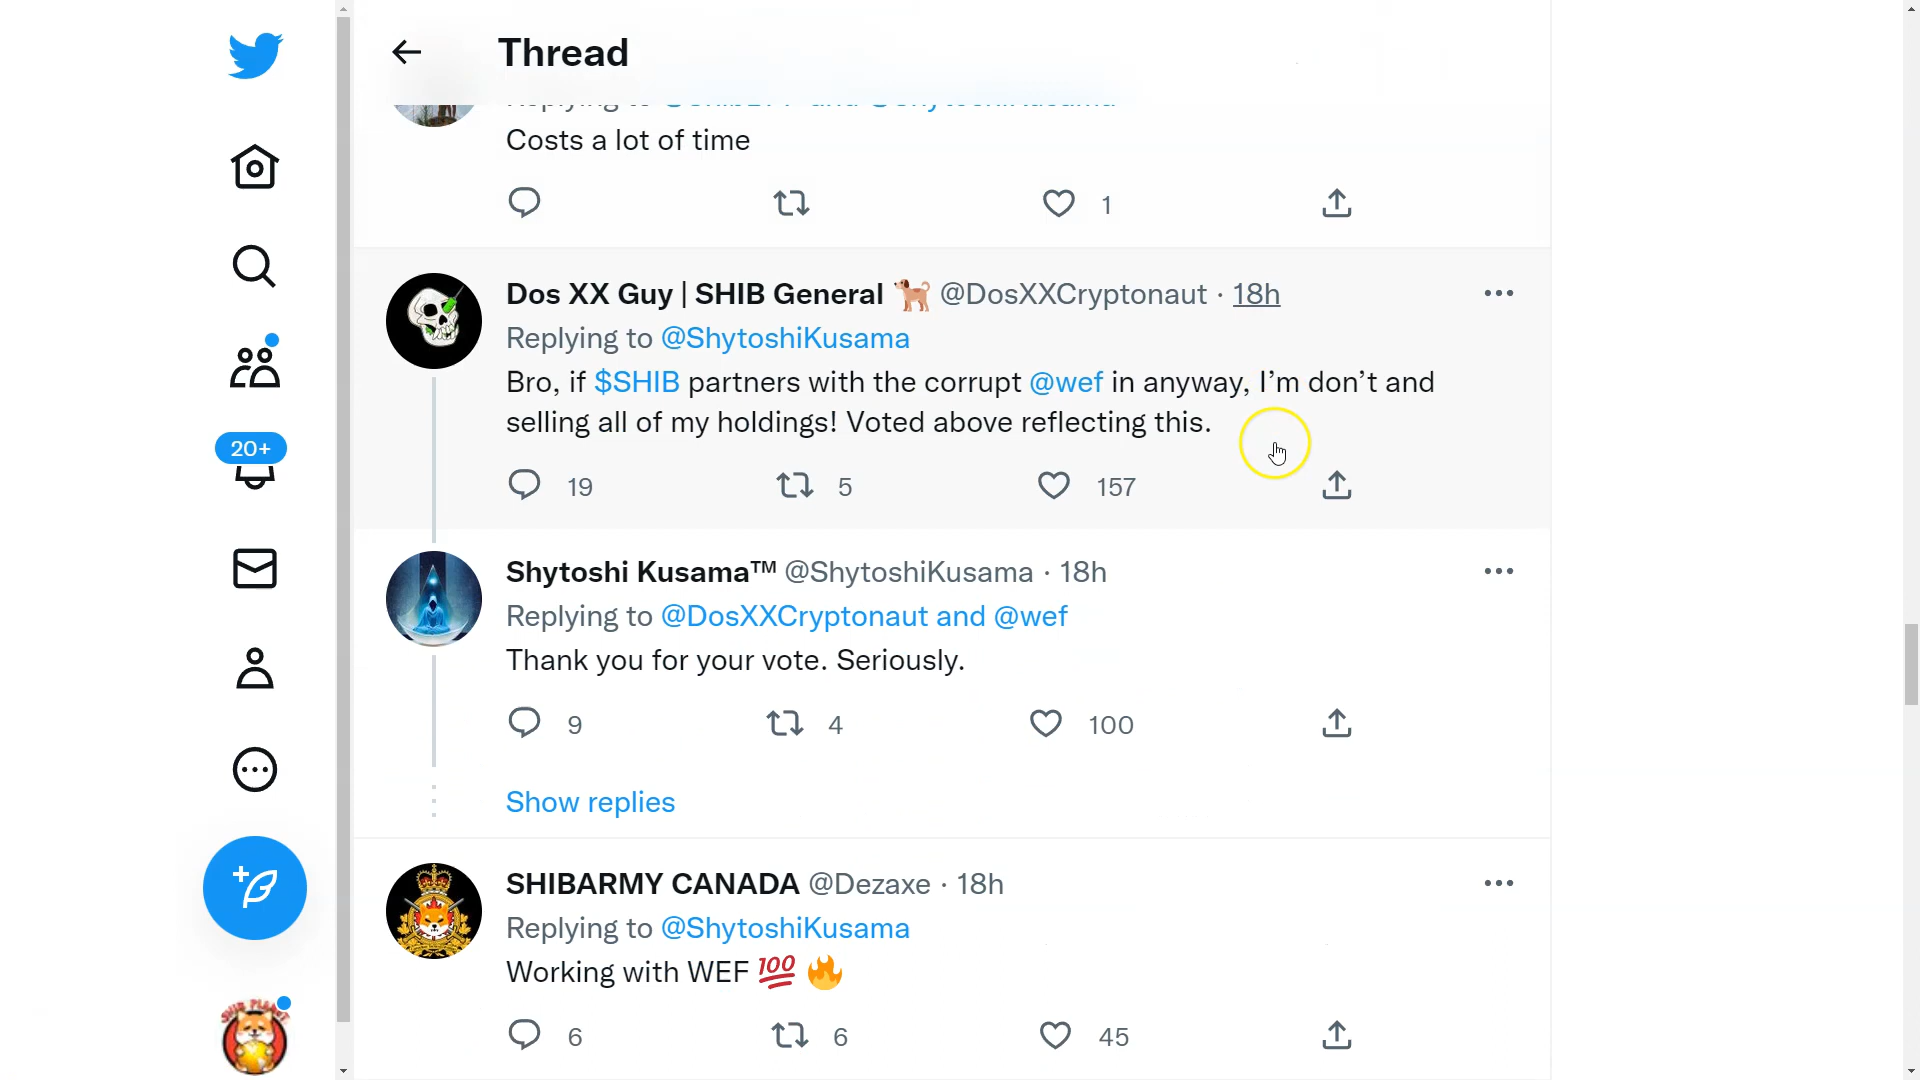 Thread
Costs a lot of time
1
Dos XX Guy | SHIB General 🐕 @DosXXCryptonaut · 18h
Replying to @ShytoshiKusama
Bro, if $SHIB partners with the corrupt @wef in anyway, I’m don’t and
selling all of my holdings! Voted above reflecting this.
19 5 157
Shytoshi Kusama™ @ShytoshiKusama · 18h
Replying to @DosXXCryptonaut and @wef
Thank you for your vote. Seriously.
9 4 100
Show replies
SHIBARMY CANADA @Dezaxe · 18h
Replying to @ShytoshiKusama
Working with WEF 💯 🔥
6 6 45
20+
SHIB PLANET